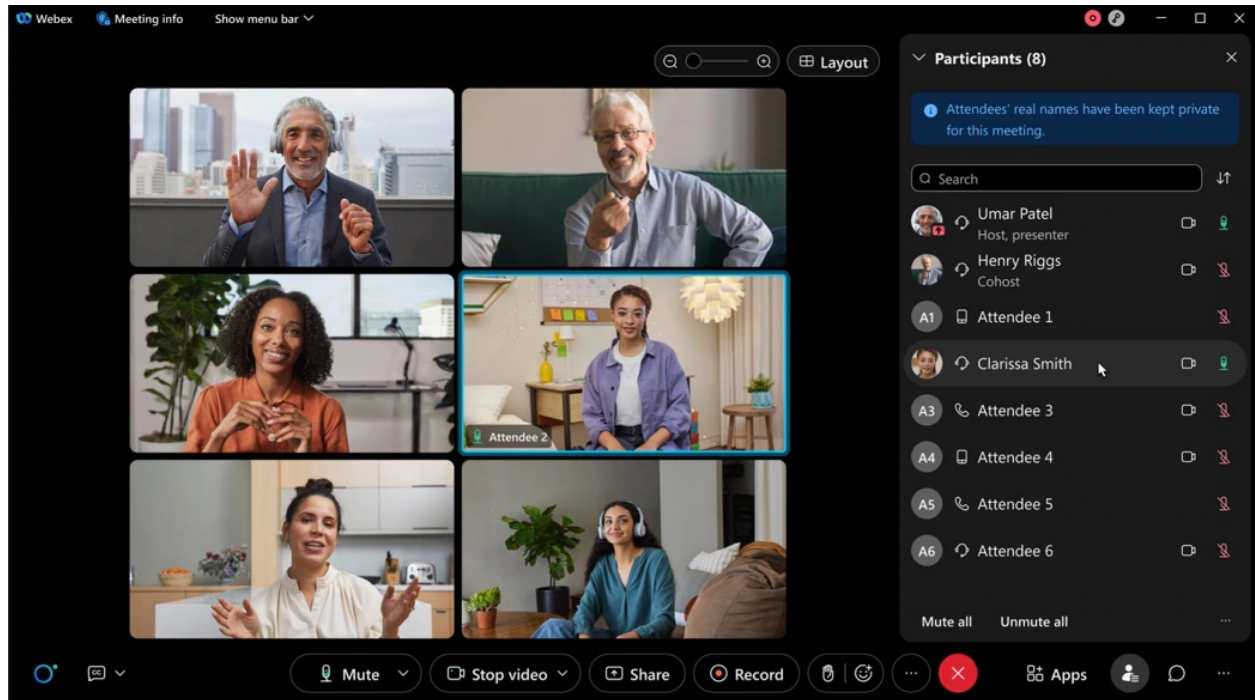 Webex
Meeting info
Show menu bar
Layout
Participants (8)
Attendees' real names have been kept private
for this meeting.
Search
Umar Patel
Host, presenter
Henry Riggs
Cohost
A1 Attendee 1
Clarissa Smith
A3 Attendee 3
A4 Attendee 4
A5 Attendee 5
A6 Attendee 6
Attendee 2
Mute all
Unmute all
CC
Mute
Stop video
Share
Record
Apps